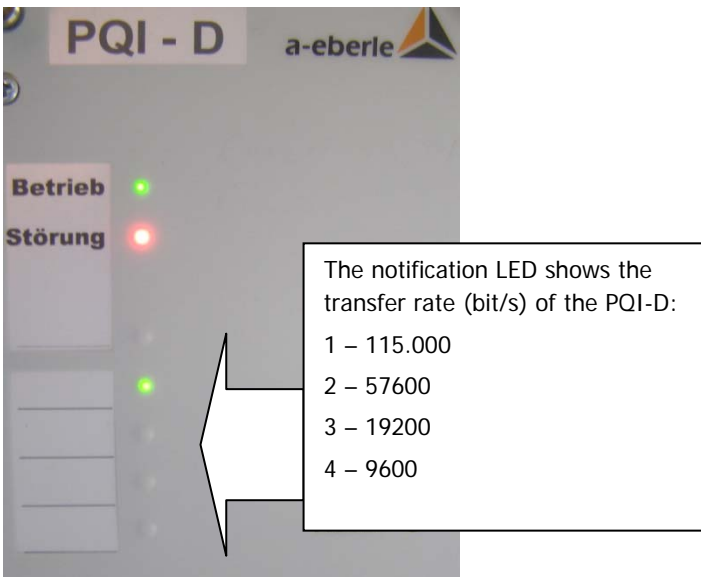 PQI - D
a-eberle
Betrieb
Störung
The notification LED shows the
transfer rate (bit/s) of the PQI-D:
1 – 115.000
2 – 57600
3 – 19200
4 – 9600